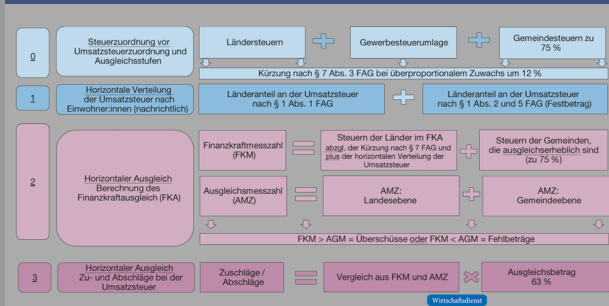 0
Steuerzuordnung vor
Umsatzsteuerzuordnung und
Ausgleichsstufen
Ländersteuern
Gewerbesteuerumlage
Gemeindesteuern zu
75 %
Kürzung nach § 7 Abs. 3 FAG bei überproportionalem Zuwachs um 12 %
1
Horizontale Verteilung
der Umsatzsteuer nach
Einwohner:innen (nachrichtlich)
Länderanteil an der Umsatzsteuer
nach § 1 Abs. 1 FAG
Länderanteil an der Umsatzsteuer
nach § 1 Abs. 2 und 5 FAG (Festbetrag)
2
Horizontaler Ausgleich
Berechnung des
Finanzkraftausgleich (FKA)
Finanzkraftmesszahl
(FKM)
Steuern der Länder im FKA
abzgl. der Kürzung nach § 7 FAG und
plus der horizontalen Verteilung der
Umsatzsteuer
Steuern der Gemeinden,
die ausgleichserheblich sind
(zu 75 %)
Ausgleichsmesszahl
(AMZ)
AMZ:
Landesebene
AMZ:
Gemeindeebene
FKM > AGM = Überschüsse oder FKM < AGM = Fehlbeträge
3
Horizontaler Ausgleich
Zu- und Abschläge bei der
Umsatzsteuer
Zuschläge /
Abschläge
Vergleich aus FKM und AMZ
Ausgleichsbetrag
63 %
Wirtschaftsdienst